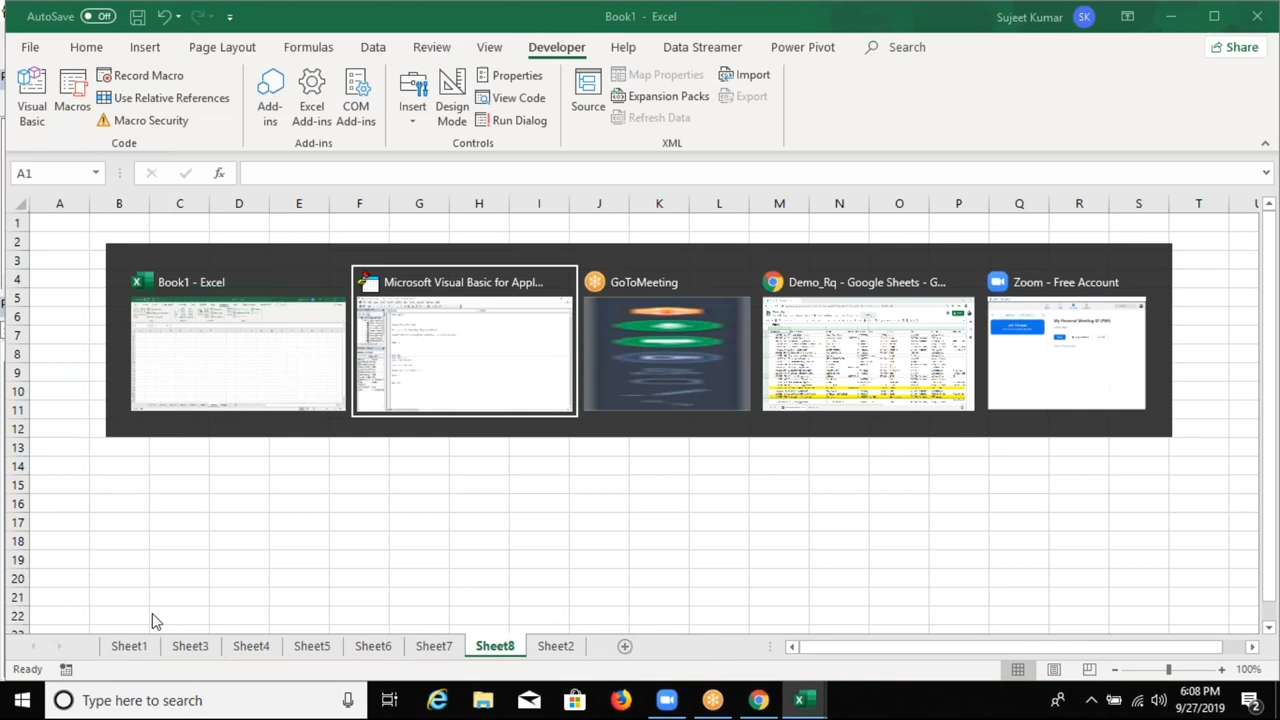 AutoSave Off
Book1 - Excel
Sujeet Kumar SK
File Home Insert Page Layout Formulas Data Review View Developer Help Data Streamer Power Pivot Search Share
Visual Basic
Macros
Record Macro
Use Relative References
Macro Security
Code
Add-ins
Excel Add-ins
COM Add-ins
Add-ins
Insert
Design Mode
Properties
View Code
Run Dialog
Controls
Source
Map Properties
Expansion Packs
Refresh Data
Import
Export
XML
A1
fx
A B C D E F G H I J K L M N O P Q R S T U
1
2
3
4
5
6
7
8
9
10
11
12
13
14
15
16
17
18
19
20
21
22
Book1 - Excel
Microsoft Visual Basic for Appl...
GoToMeeting
Demo_Rq - Google Sheets - G...
Zoom - Free Account
Sheet1 Sheet3 Sheet4 Sheet5 Sheet6 Sheet7 Sheet8 Sheet2
Ready
100%
Type here to search
6:08 PM
9/27/2019
2